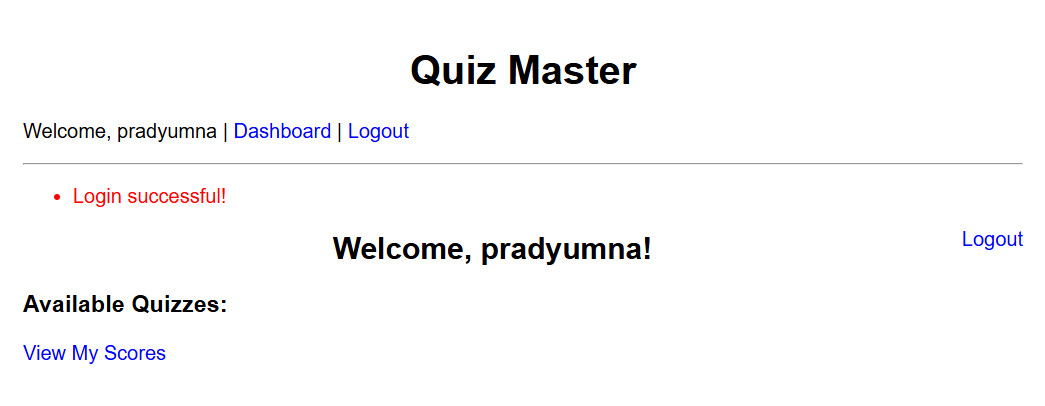 Quiz Master
Welcome, pradyumna | Dashboard | Logout
Login successful!
Logout
Welcome, pradyumna!
Available Quizzes:
View My Scores